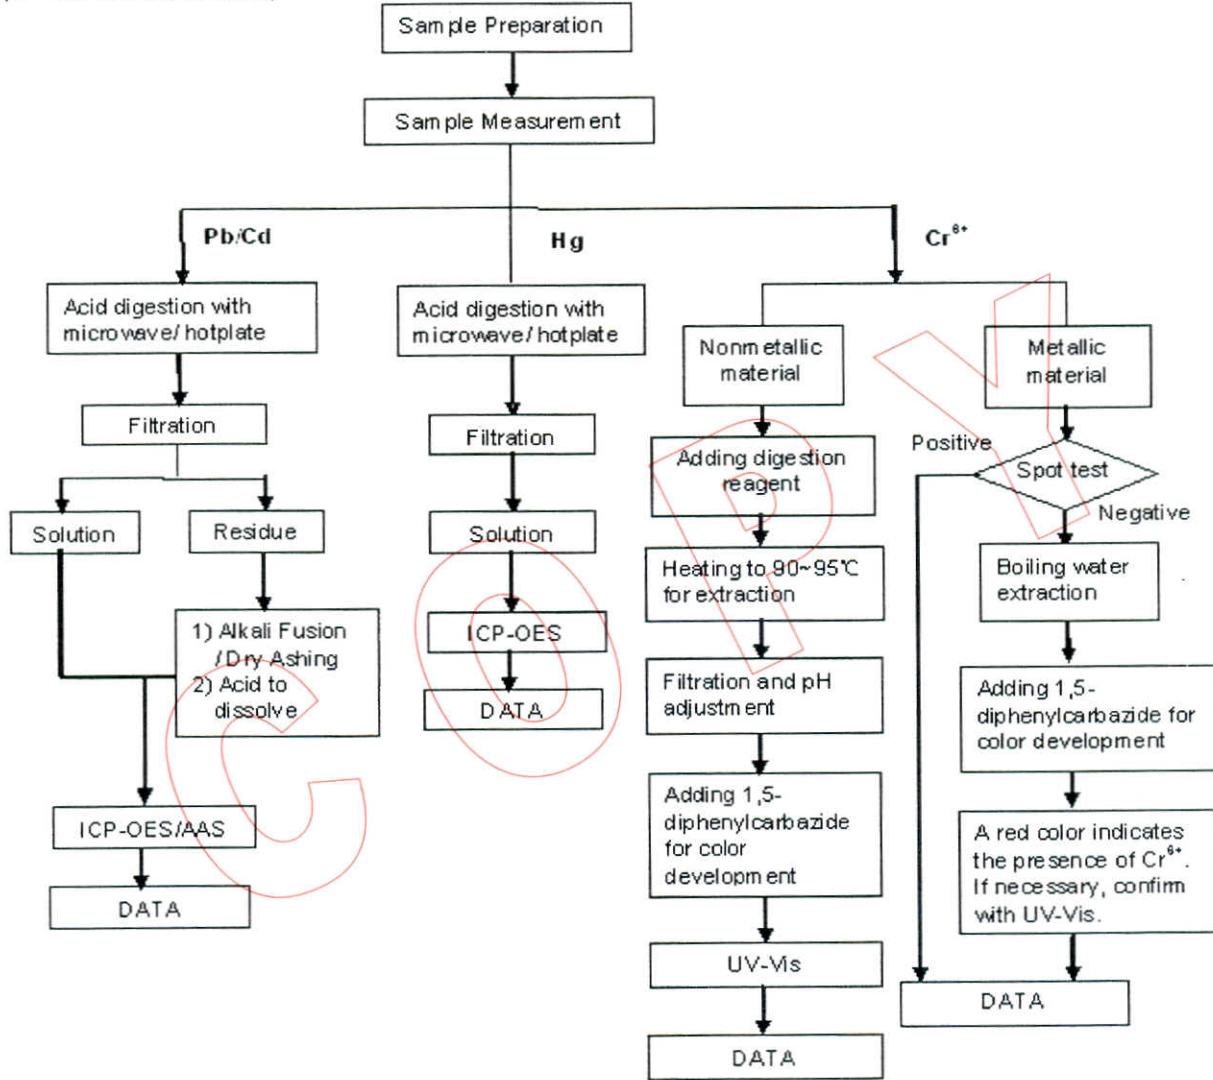 Sample Preparation
Sample Measurement
Pb/Cd
Hg
Cr⁶⁺
Acid digestion with
microwave/ hotplate
Filtration
Solution
Residue
1) Alkali Fusion
/Dry Ashing
2) Acid to
dissolve
ICP-OES/AAS
DATA
Acid digestion with
microwave/ hotplate
Filtration
Solution
ICP-OES
DATA
Nonmetallic
material
Adding digestion
reagent
Heating to 90~95℃
for extraction
Filtration and pH
adjustment
Adding 1,5-
diphenylcarbazide
for color
development
UV-Vis
DATA
Metallic
material
Spot test
Positive
Negative
Boiling water
extraction
Adding 1,5-
diphenylcarbazide for
color development
A red color indicates
the presence of Cr⁶⁺.
If necessary, confirm
with UV-Vis.
DATA
COPY